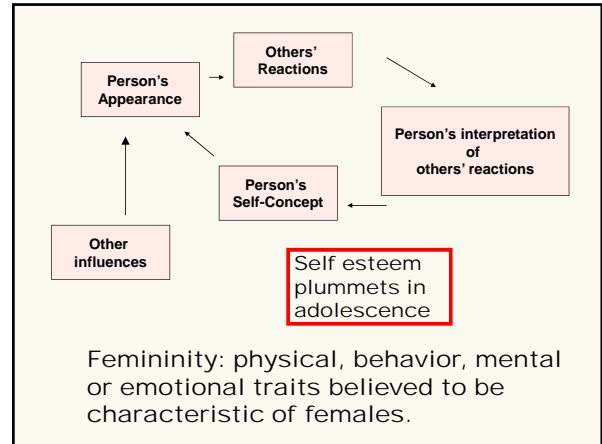 Others'
Reactions
Person's
Appearance
Person's interpretation
of
others' reactions
Person's
Self-Concept
Other
influences
Self esteem
plummets in
adolescence
Femininity: physical, behavior, mental
or emotional traits believed to be
characteristic of females.